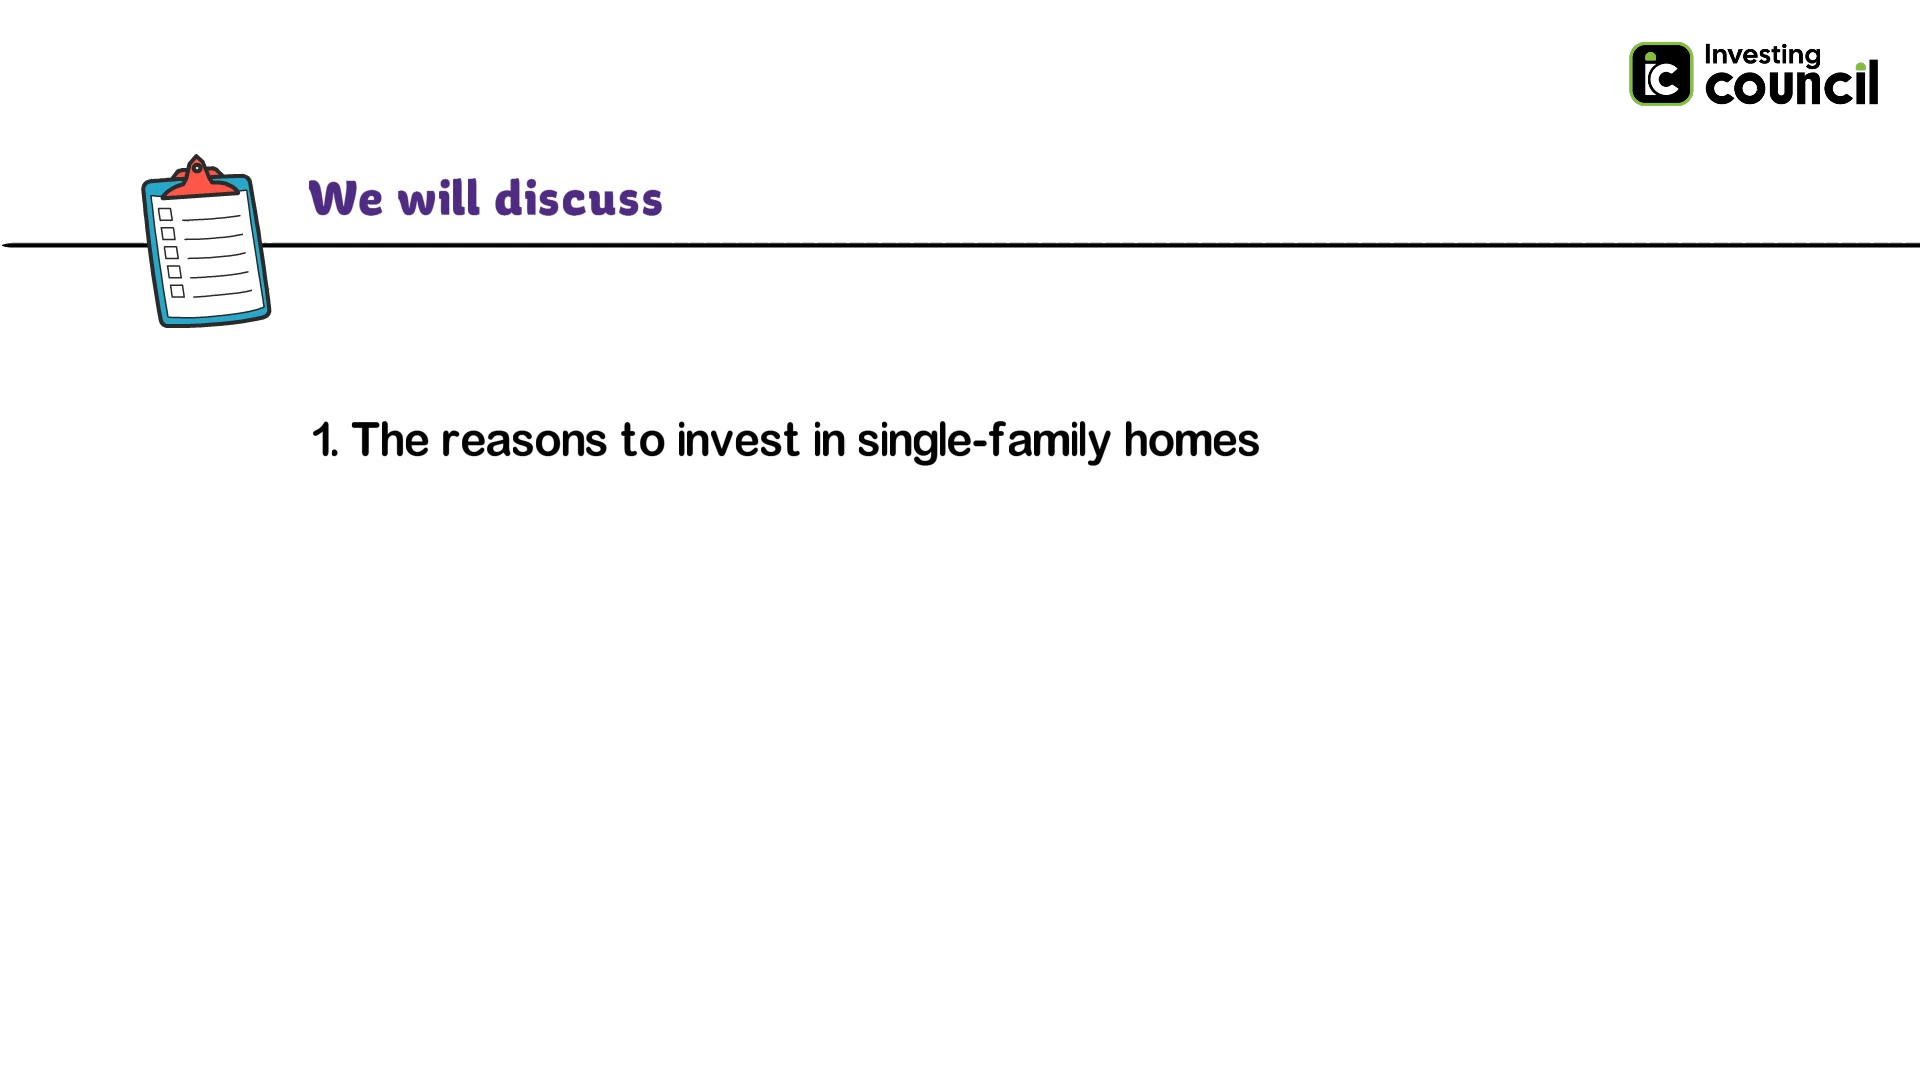 Investing
council
We will discuss
1. The reasons to invest in single-family homes